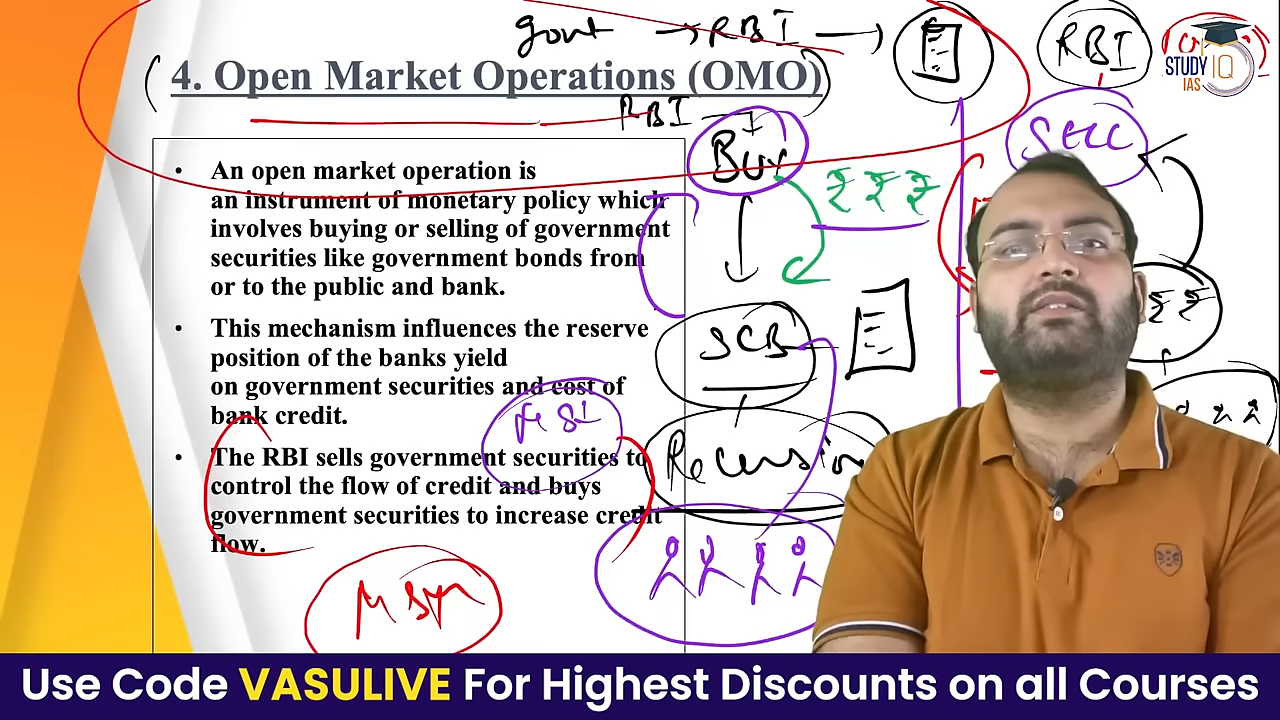 govt → RBI →
RBI
STUDY IQ
IAS
4. Open Market Operations (OMO)
RBI
BUY
SELL
₹ ₹ ₹
• An open market operation is
an instrument of monetary policy which
involves buying or selling of government
securities like government bonds from
or to the public and bank.
₹ ₹
• This mechanism influences the reserve
position of the banks yield
on government securities and cost of
bank credit.
SCB
• The RBI sells government securities to
control the flow of credit and buys
government securities to increase credit
flow.
Recession
Use Code VASULIVE For Highest Discounts on all Courses